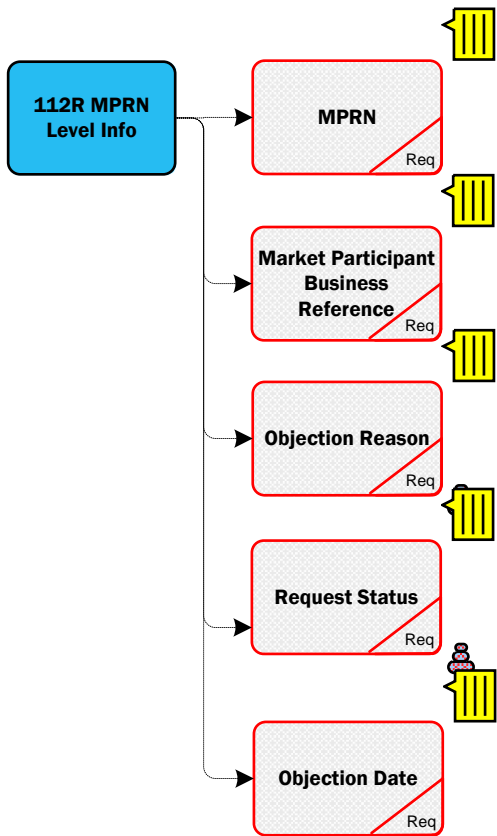 112R MPRN
Level Info
MPRN
Req
Market Participant
Business
Reference
Req
Objection Reason
Req
Request Status
Req
Objection Date
Req